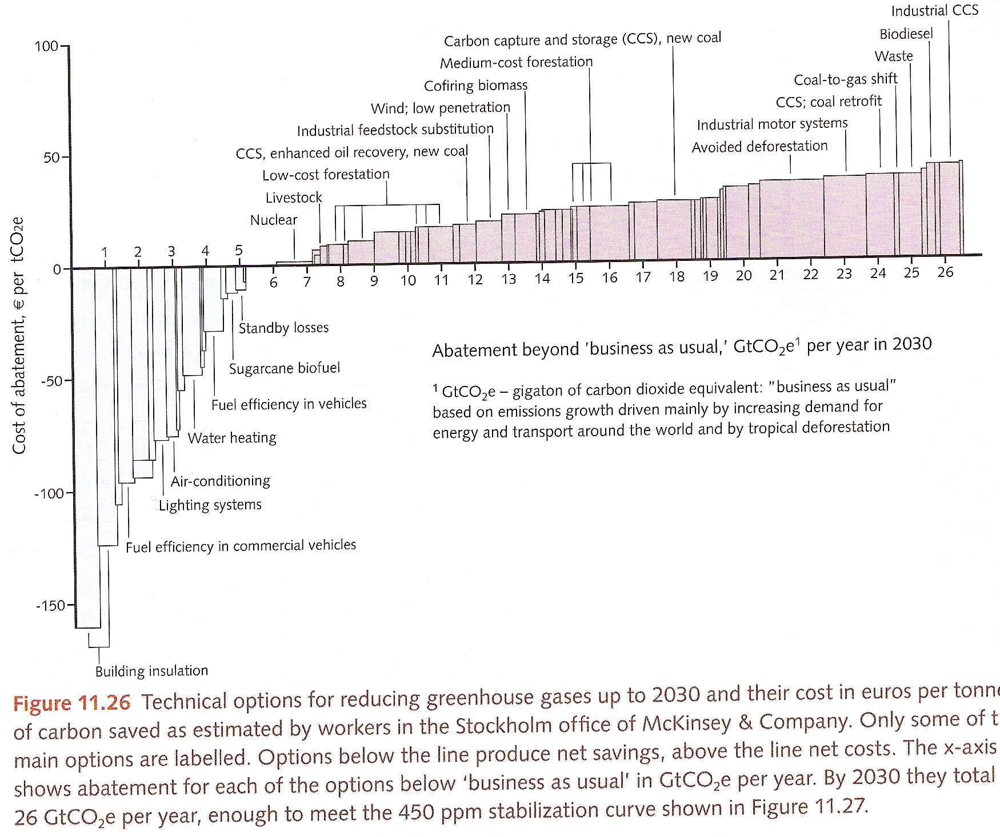 Industrial CCS
Biodiesel
Carbon capture and storage (CCS), new coal
100
Waste
Medium-cost forestation
Coal-to-gas shift
Cofiring biomass
CCS; coal retrofit
Wind; low penetration
Industrial motor systems
Industrial feedstock substitution
Avoided deforestation
CCS, enhanced oil recovery, new coal
50
Low-cost forestation
Livestock
Nuclear
Cost of abatement, € per tCO2e
1 2 3 4 5
0
6 7 8 9 10 11 12 13 14 15 16 17 18 19 20 21 22 23 24 25 26
Standby losses
Abatement beyond 'business as usual,' GtCO₂e¹ per year in 2030
Sugarcane biofuel
-50
¹ GtCO₂e – gigaton of carbon dioxide equivalent: "business as usual"
Fuel efficiency in vehicles
based on emissions growth driven mainly by increasing demand for
energy and transport around the world and by tropical deforestation
Water heating
Air-conditioning
-100
Lighting systems
Fuel efficiency in commercial vehicles
-150
Building insulation
Figure 11.26 Technical options for reducing greenhouse gases up to 2030 and their cost in euros per tonne
of carbon saved as estimated by workers in the Stockholm office of McKinsey & Company. Only some of t
main options are labelled. Options below the line produce net savings, above the line net costs. The x-axis
shows abatement for each of the options below 'business as usual' in GtCO₂e per year. By 2030 they total
26 GtCO₂e per year, enough to meet the 450 ppm stabilization curve shown in Figure 11.27.